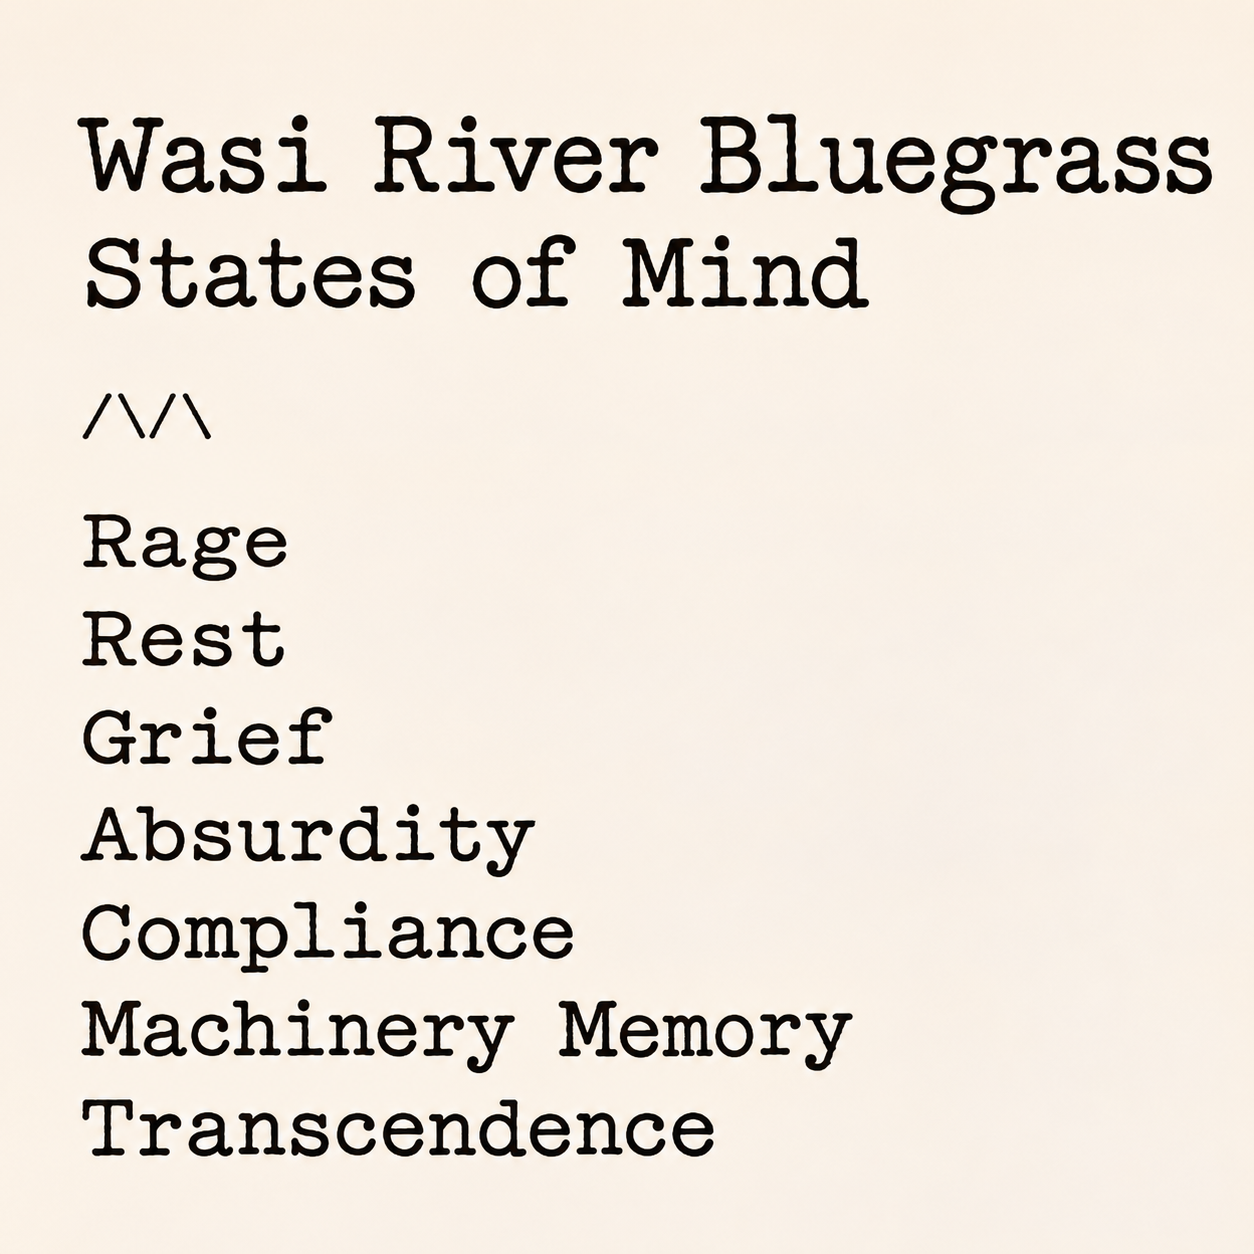 Wasi River Bluegrass
States of Mind
/\/\
Rage
Rest
Grief
Absurdity
Compliance
Machinery Memory
Transcendence